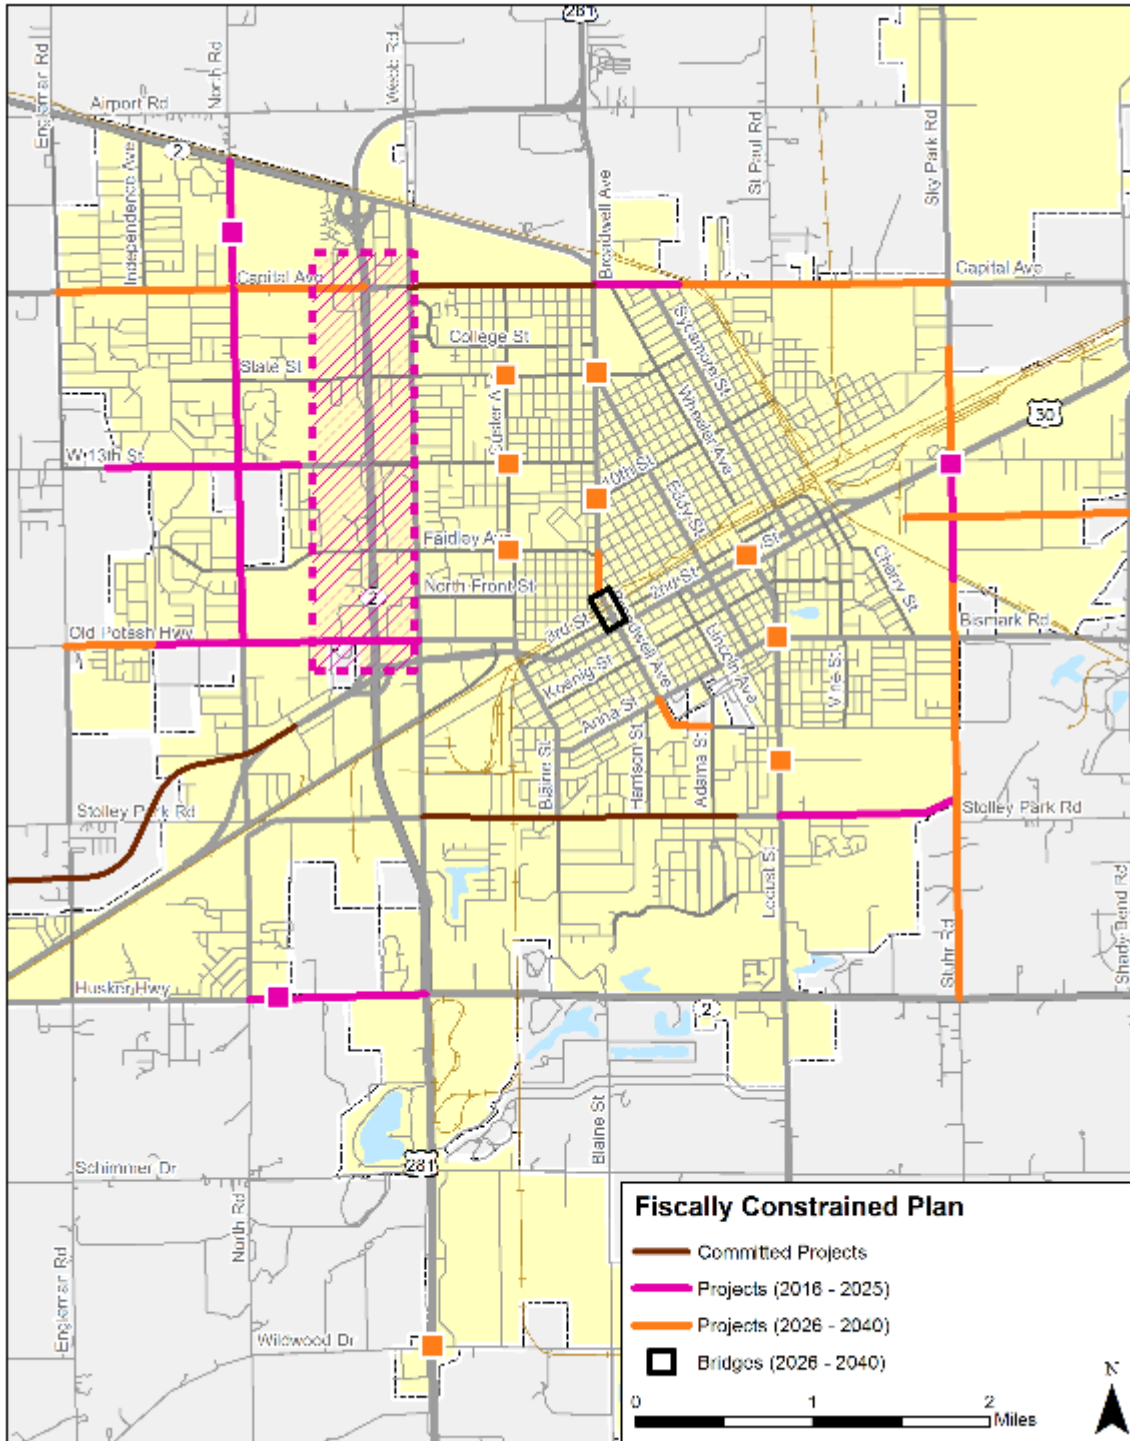 281
Engleman Rd
North Rd
Webb Rd
Airport Rd
2
Independence Ave
Broadwell Ave
St Paul Rd
Sky Park Rd
Capital Ave
Capital Ave
College St
State St
Custer A
Sycamore St
Wheeler Ave
30
W 13th St
10th St
Eddy St
Faidley Ave
St
Cherry St
North Front St
2nd St
2
3rd St
Old Potash Hwy
Bismark Rd
Koenig St
dwell Ave
Lincoln Ave
Vine St
Anna St
Blaine St
Harrison St
Adams St
Stolley Park Rd
Stolley Park Rd
Locust St
Stuhr Rd
Shady Bend Rd
Husker Hwy
2
Blaine St
Schimmer Dr
281
North Rd
Engleman Rd
Wildwood Dr
Fiscally Constrained Plan
Committed Projects
Projects (2016 - 2025)
Projects (2026 - 2040)
Bridges (2026 - 2040)
N
0 1 2
Miles